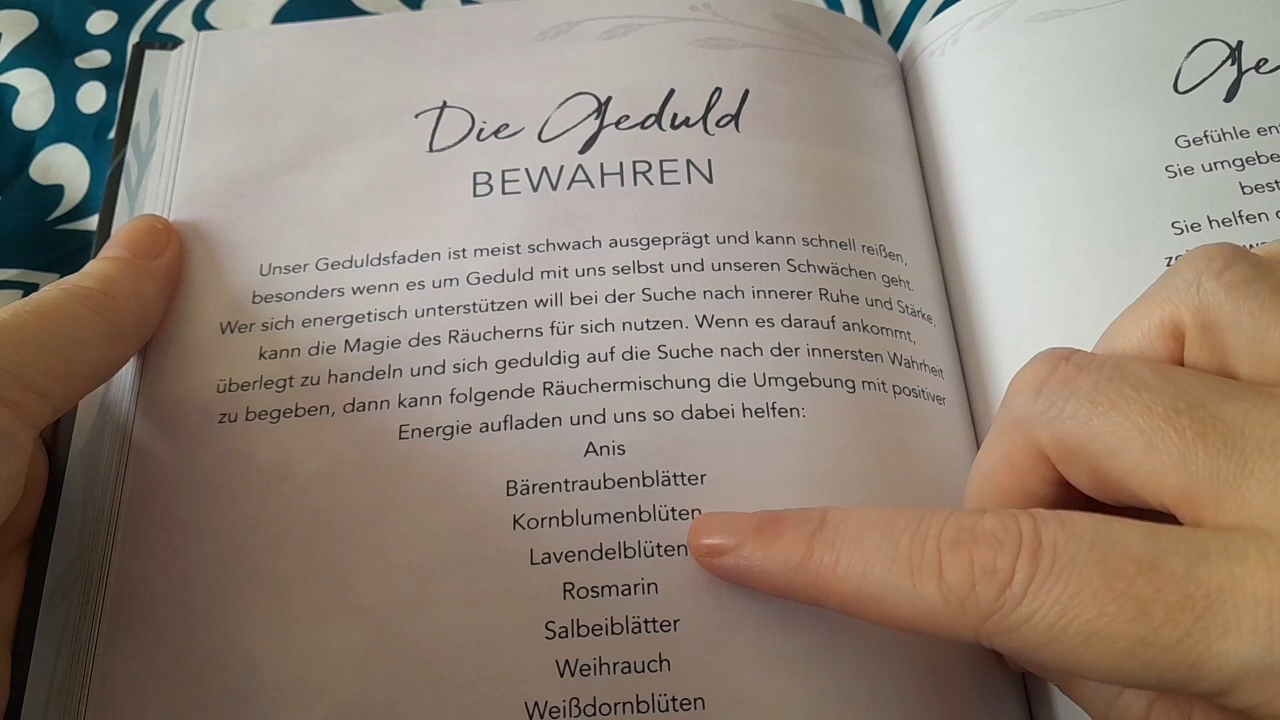 Die Geduld
BEWAHREN
Unser Geduldsfaden ist meist schwach ausgeprägt und kann schnell reißen,
besonders wenn es um Geduld mit uns selbst und unseren Schwächen geht.
Wer sich energetisch unterstützen will bei der Suche nach innerer Ruhe und Stärke,
kann die Magie des Räucherns für sich nutzen. Wenn es darauf ankommt,
überlegt zu handeln und sich geduldig auf die Suche nach der innersten Wahrheit
zu begeben, dann kann folgende Räuchermischung die Umgebung mit positiver
Energie aufladen und uns so dabei helfen:
Anis
Bärentraubenblätter
Kornblumenblüten
Lavendelblüten
Rosmarin
Salbeiblätter
Weihrauch
Weißdornblüten
Gefühle
Sie umgebe
Sie helfen